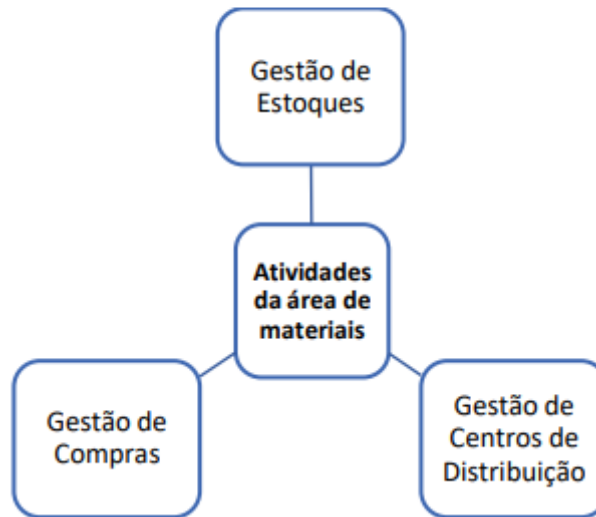 Gestão de
Estoques
Atividades
da área de
materiais
Gestão de
Compras
Gestão de
Centros de
Distribuição